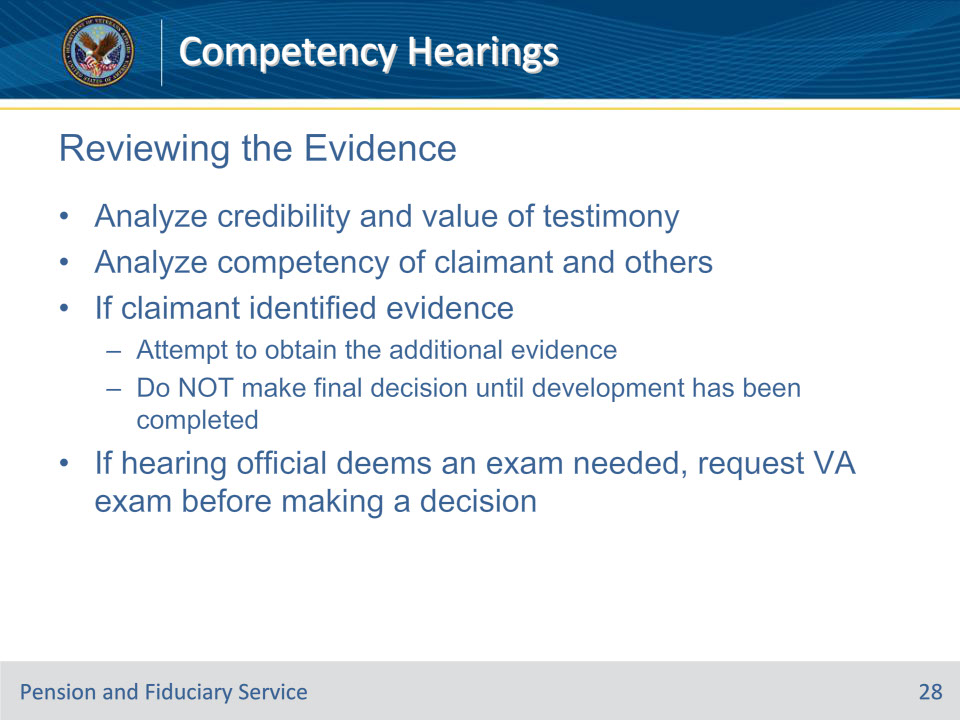 Competency Hearings
Reviewing the Evidence
• Analyze credibility and value of testimony
• Analyze competency of claimant and others
• If claimant identified evidence
– Attempt to obtain the additional evidence
– Do NOT make final decision until development has been
completed
• If hearing official deems an exam needed, request VA
exam before making a decision
Pension and Fiduciary Service 28